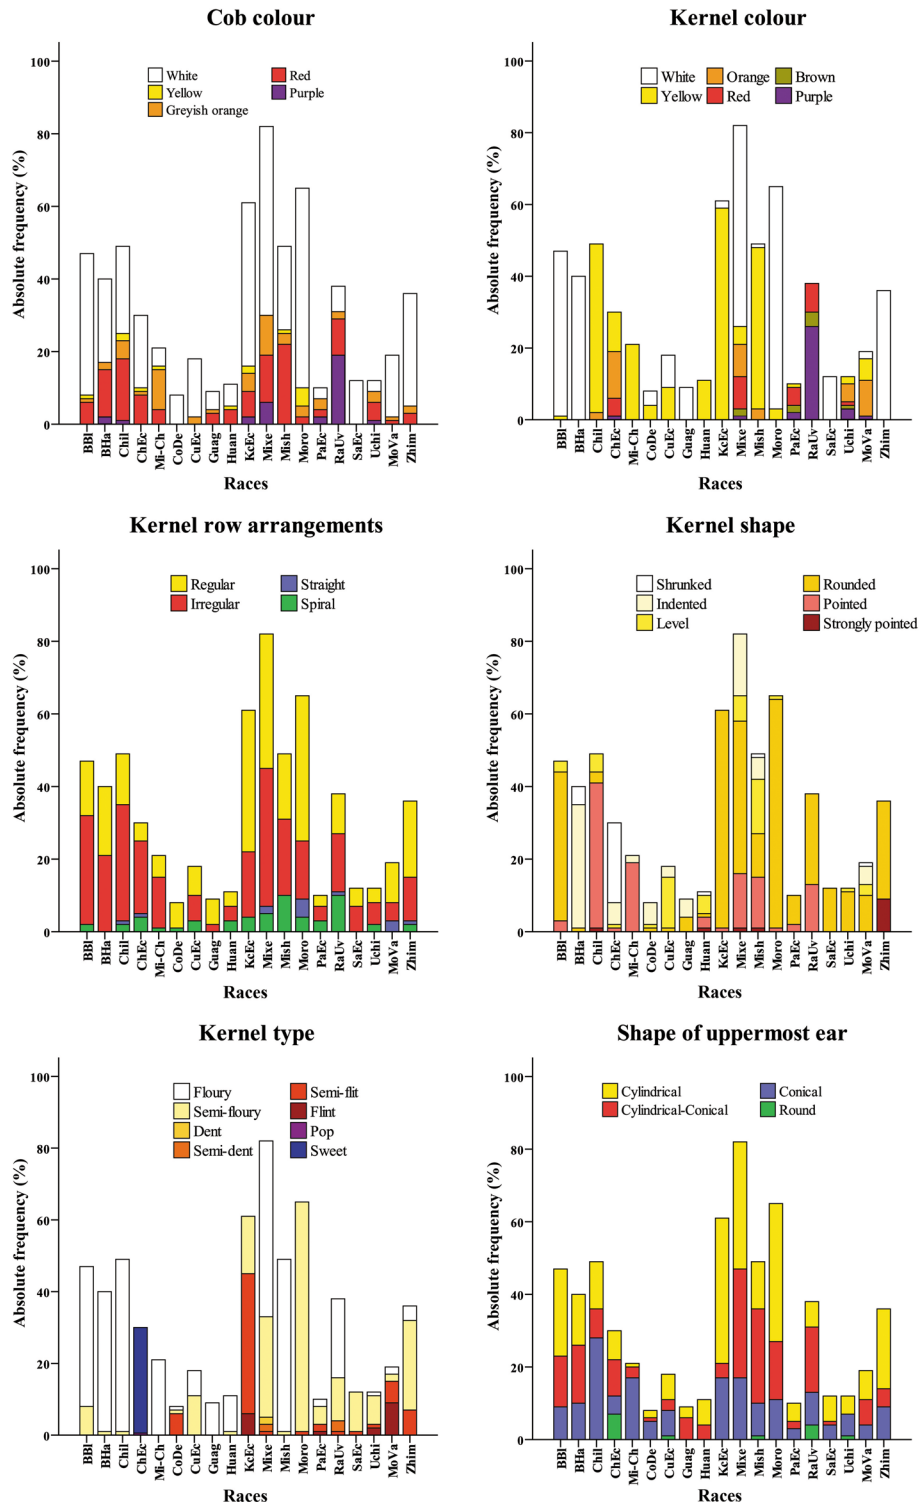 Cob colour
Absolute frequency (%)
100
80
60
40
20
0
White
Yellow
Greyish orange
Red
Purple
BBl BHa Chil ChEc Mi-Ch CoDe CuEc Guag Huan KcEc Mixe Mish Moro PaEc RaUv SaEc Uchi MoVa Zhim
Races
Kernel colour
Absolute frequency (%)
100
80
60
40
20
0
White Orange Brown
Yellow Red Purple
BBl BHa Chil ChEc Mi-Ch CoDe CuEc Guag Huan KcEc Mixe Mish Moro PaEc RaUv SaEc Uchi MoVa Zhim
Races
Kernel row arrangements
Absolute frequency (%)
100
80
60
40
20
0
Regular Straight
Irregular Spiral
BBl BHa Chil ChEc Mi-Ch CoDe CuEc Guag Huan KcEc Mixe Mish Moro PaEc RaUv SaEc Uchi MoVa Zhim
Races
Kernel shape
Absolute frequency (%)
100
80
60
40
20
0
Shrunked Rounded
Indented Pointed
Level Strongly pointed
BBl BHa Chil ChEc Mi-Ch CoDe CuEc Guag Huan KcEc Mixe Mish Moro PaEc RaUv SaEc Uchi MoVa Zhim
Races
Kernel type
Absolute frequency (%)
100
80
60
40
20
0
Floury Semi-flit
Semi-floury Flint
Dent Pop
Semi-dent Sweet
BBl BHa Chil ChEc Mi-Ch CoDe CuEc Guag Huan KcEc Mixe Mish Moro PaEc RaUv SaEc Uchi MoVa Zhim
Races
Shape of uppermost ear
Absolute frequency (%)
100
80
60
40
20
0
Cylindrical Conical
Cylindrical-Conical Round
BBl BHa Chil ChEc Mi-Ch CoDe CuEc Guag Huan KcEc Mixe Mish Moro PaEc RaUv SaEc Uchi MoVa Zhim
Races